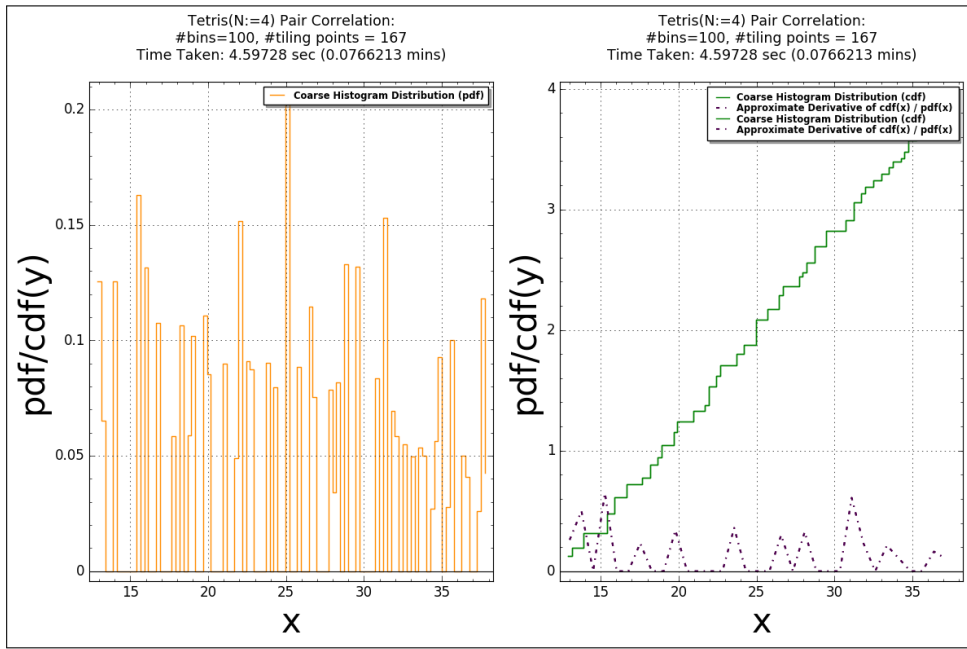 Tetris(N:=4) Pair Correlation:
#bins=100, #tiling points = 167
Time Taken: 4.59728 sec (0.0766213 mins)
Coarse Histogram Distribution (pdf)
0.2
0.15
0.1
0.05
0
pdf/cdf(y)
15
20
25
30
35
x
Tetris(N:=4) Pair Correlation:
#bins=100, #tiling points = 167
Time Taken: 4.59728 sec (0.0766213 mins)
Coarse Histogram Distribution (cdf)
Approximate Derivative of cdf(x) / pdf(x)
Coarse Histogram Distribution (cdf)
Approximate Derivative of cdf(x) / pdf(x)
4
3
2
1
0
pdf/cdf(y)
15
20
25
30
35
x